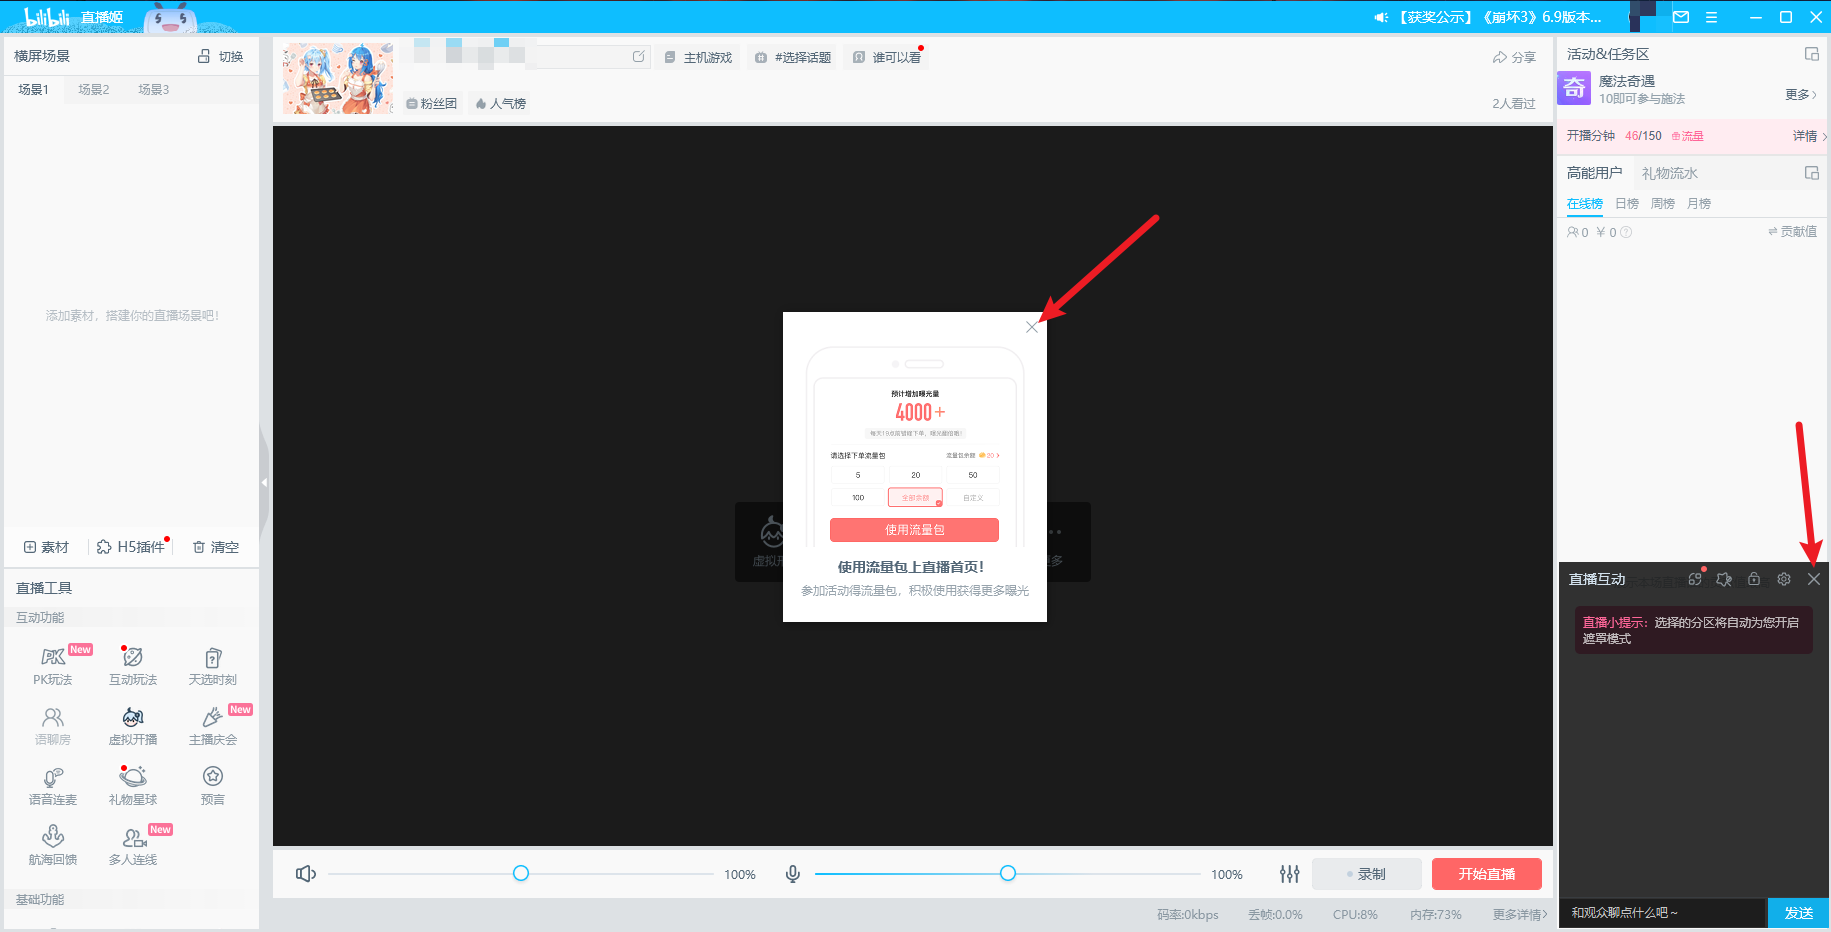 bilibili 直播姬
【获奖公示】《崩坏3》6.9版本...
横屏场景
切换
场景1 场景2 场景3
添加素材，搭建你的直播场景吧！
素材 H5插件 清空
直播工具
互动功能
New
PK玩法 互动玩法 天选时刻
New
语聊房 虚拟开播 主播庆会
语音连麦 礼物星球 预言
New
航海回馈 多人连线
基础功能
主机游戏 #选择话题 谁可以看
分享
粉丝团 人气榜
2人看过
预计增加曝光量
4000+
请选择下单流量包
流量包余额 20 >
5 20 50
100 全部余额 自定义
使用流量包
使用流量包上直播首页！
参加活动得流量包，积极使用获得更多曝光
100%
100%
录制
开始直播
码率:0kbps 丢帧:0.0% CPU:8% 内存:73% 更多详情>
活动&任务区
奇
魔法奇遇
10即可参与施法
更多>
开播分钟 46/150 流量 详情 >
高能用户 礼物流水
在线榜 日榜 周榜 月榜
0 ¥ 0 ?
贡献值
直播互动
直播小提示：选择的分区将自动为您开启
遮罩模式
和观众聊点什么吧～
发送